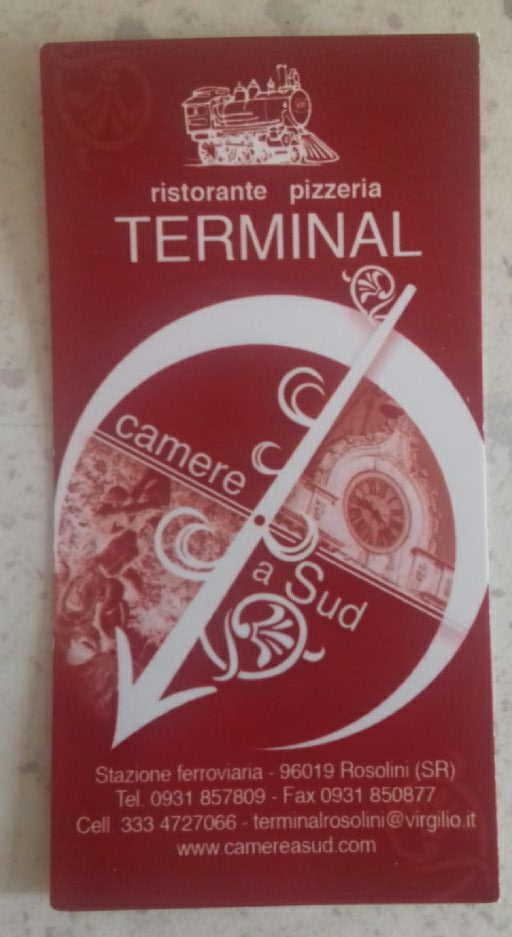 ristorante pizzeria
TERMINAL
camere
a Sud
Stazione ferroviaria - 96019 Rosolini (SR)
Tel. 0931 857809 - Fax 0931 850877
Cell. 333 4727066 - terminalrosolini@virgilio.it
www.camereasud.com